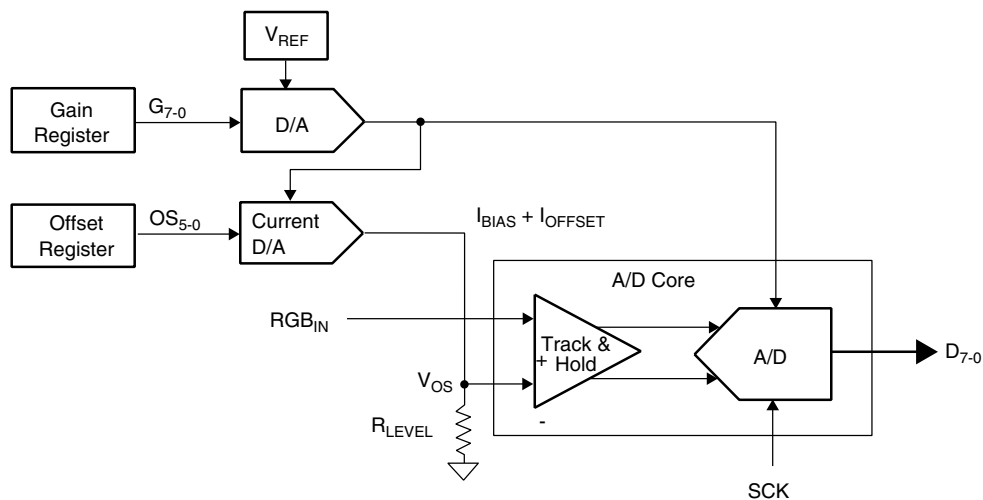 V_REF
Gain
Register
G_7-0
D/A
Offset
Register
OS_5-0
Current
D/A
I_BIAS + I_OFFSET
A/D Core
RGB_IN
Track &
+ Hold
A/D
D_7-0
V_OS
R_LEVEL
-
SCK